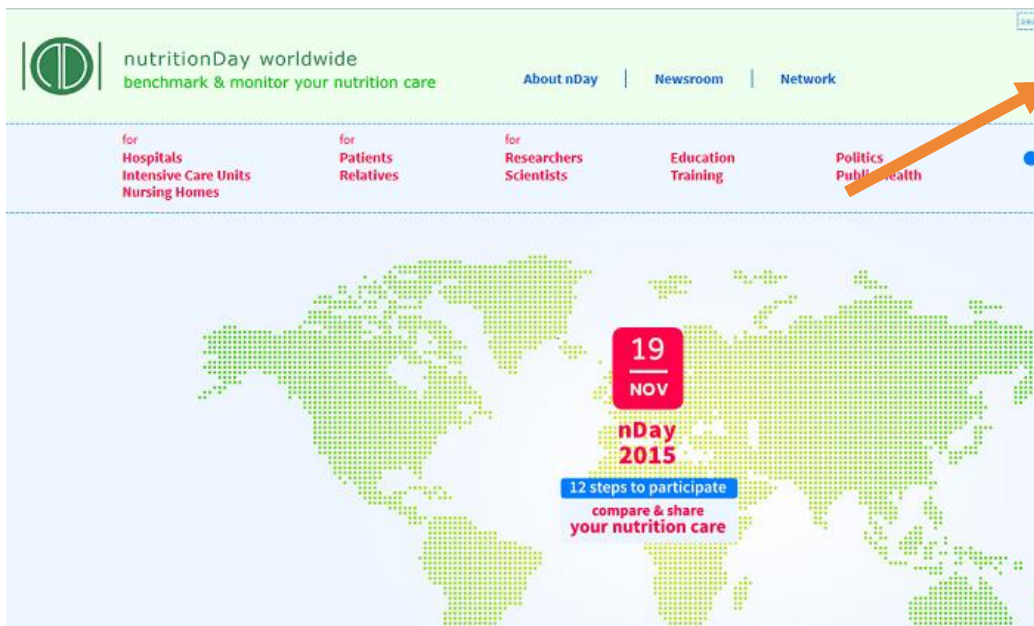 nutritionDay worldwide
benchmark & monitor your nutrition care
About nDay
Newsroom
Network
for
Hospitals
Intensive Care Units
Nursing Homes
for
Patients
Relatives
for
Researchers
Scientists
Education
Training
Politics
Public Health
19
NOV
nDay
2015
12 steps to participate
compare & share
your nutrition care